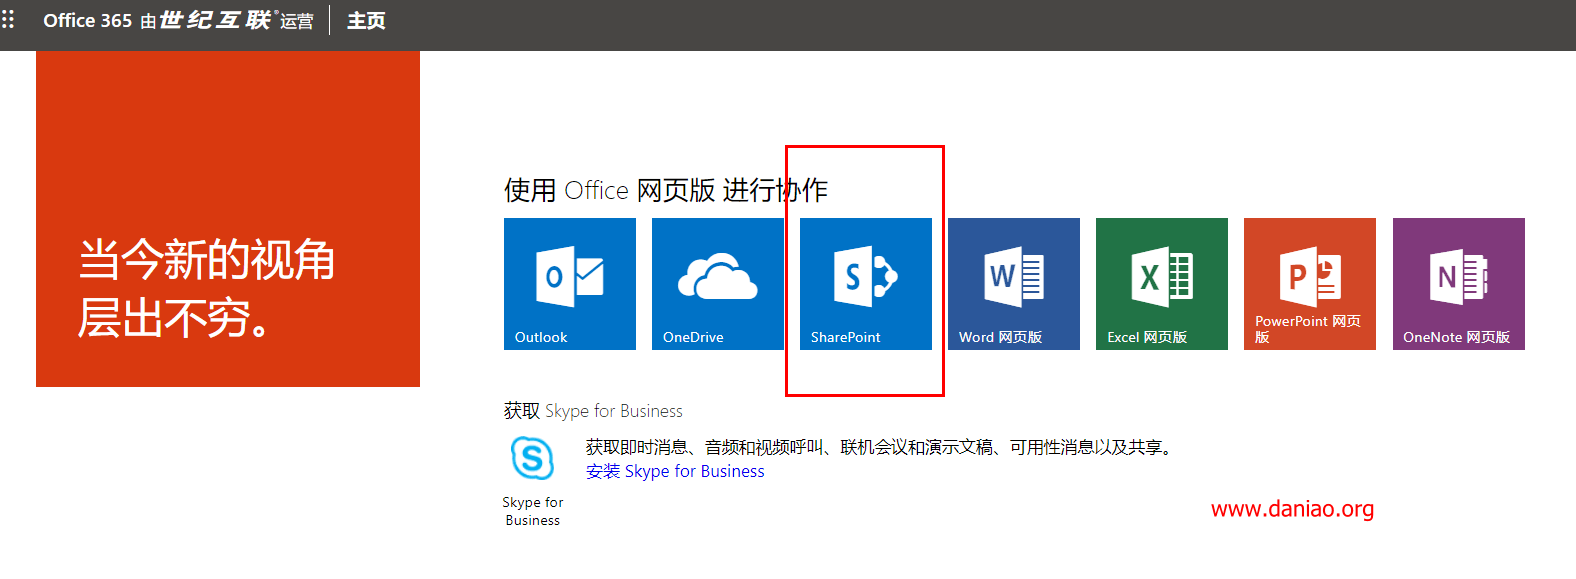 Office 365 由世纪互联®运营 主页
当今新的视角
层出不穷。
使用 Office 网页版 进行协作
O
S
W
X
P
N
Outlook
OneDrive
SharePoint
Word 网页版
Excel 网页版
PowerPoint 网页
版
OneNote 网页版
获取 Skype for Business
S
获取即时消息、音频和视频呼叫、联机会议和演示文稿、可用性消息以及共享。
安装 Skype for Business
Skype for
Business
www.daniao.org